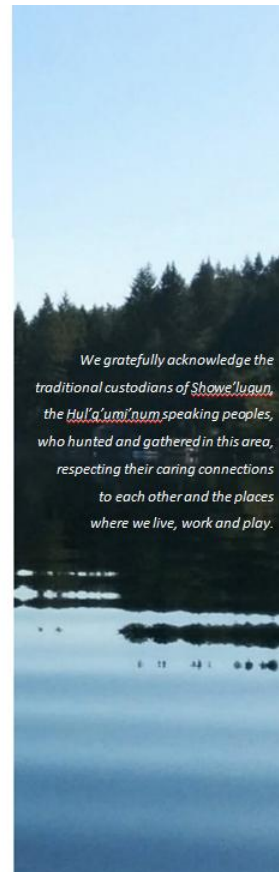 We gratefully acknowledge the
traditional custodians of Showe'luqun,
the Hul'q'umi'num speaking peoples,
who hunted and gathered in this area,
respecting their caring connections
to each other and the places
where we live, work and play.